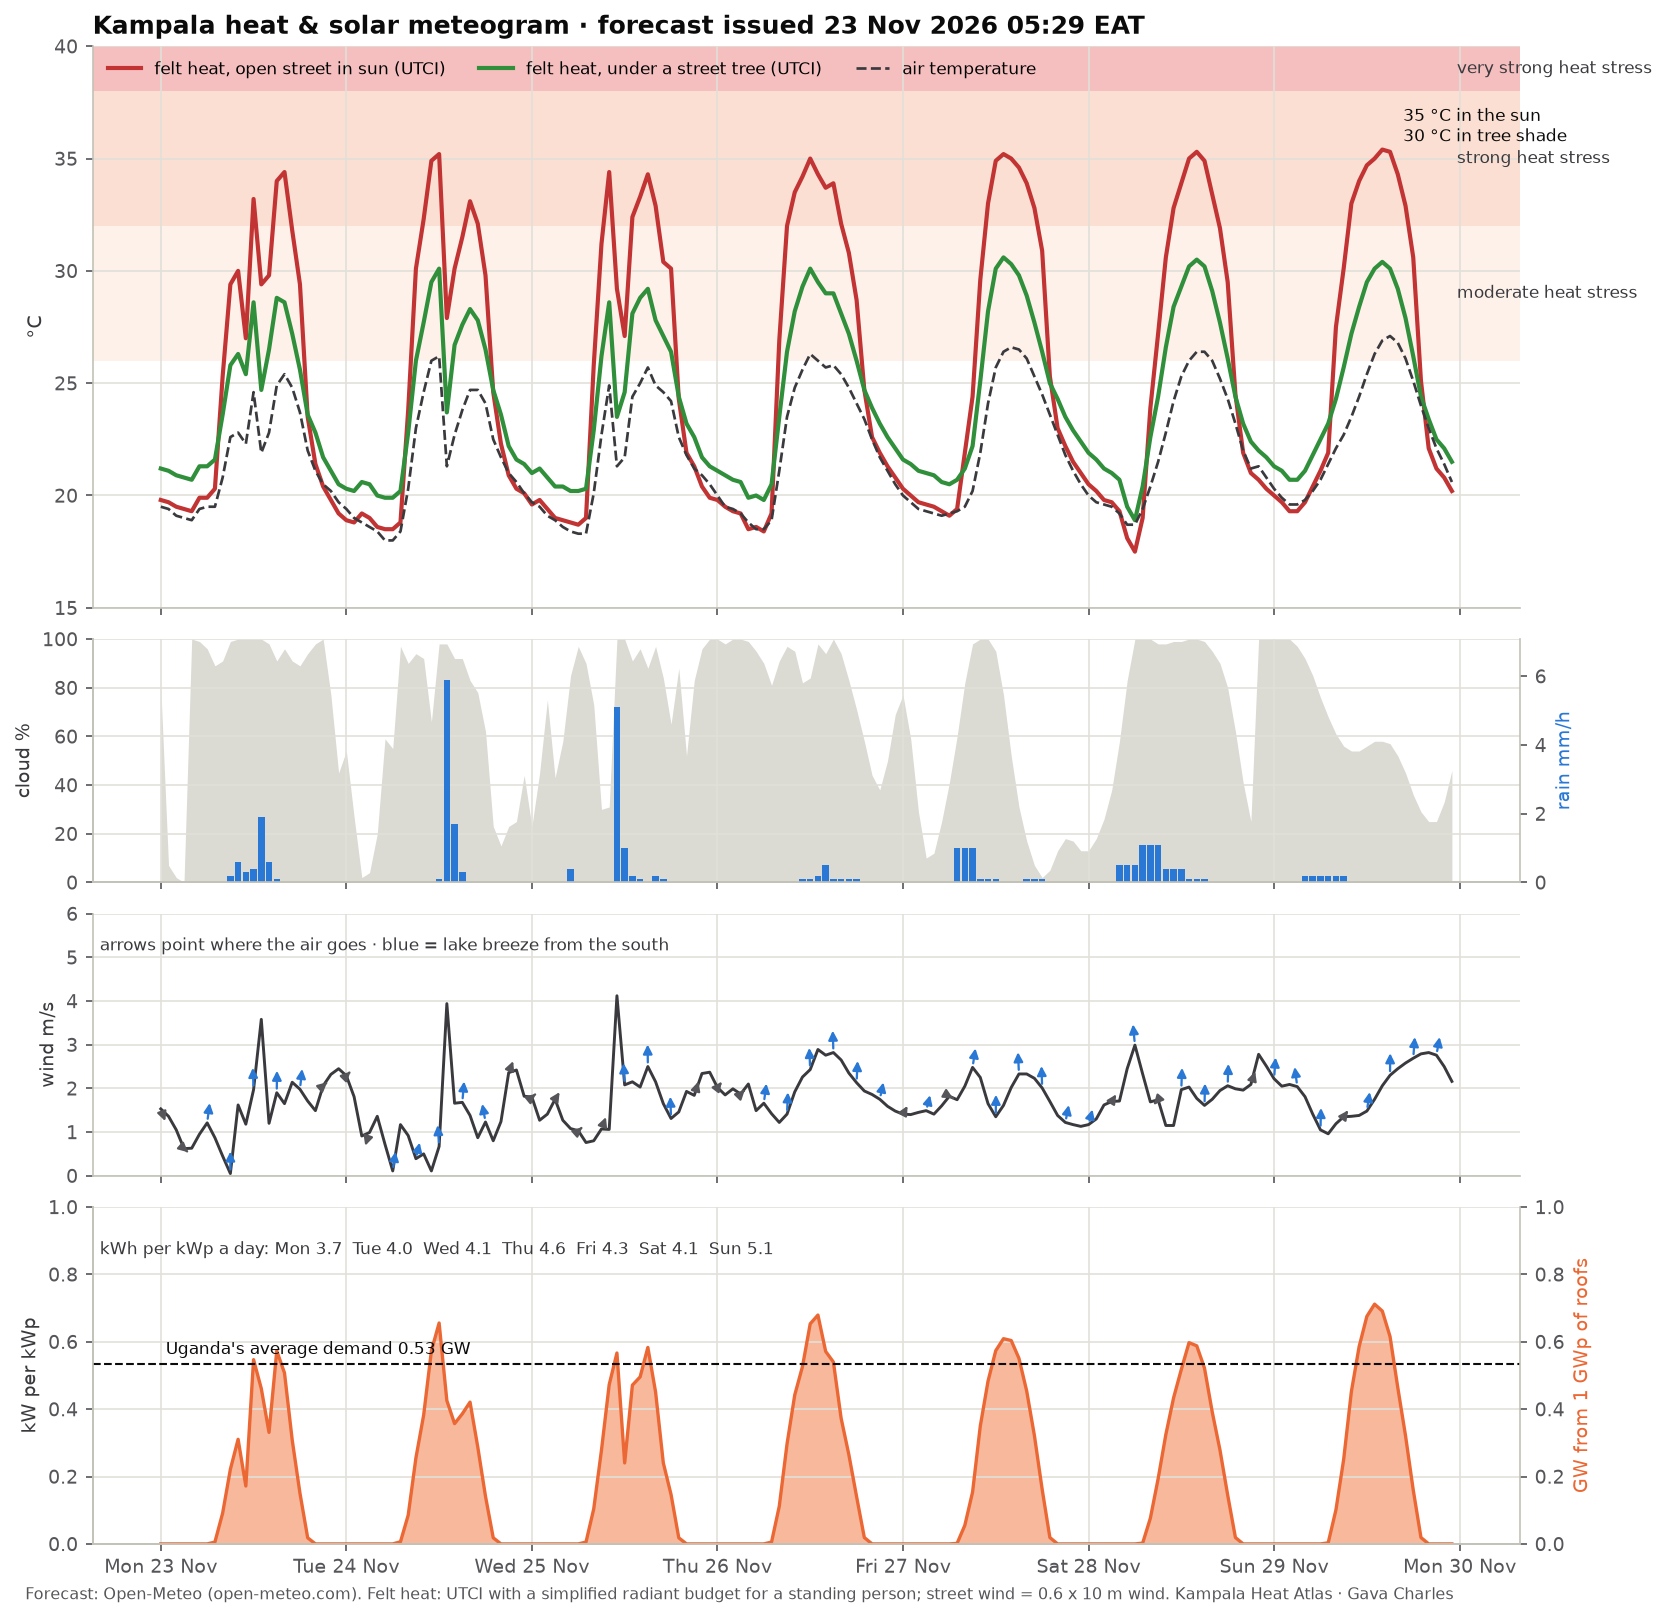 Kampala heat & solar meteogram · forecast issued 23 Nov 2026 05:29 EAT
felt heat, open street in sun (UTCI)
felt heat, under a street tree (UTCI)
air temperature
very strong heat stress
35 °C in the sun
30 °C in tree shade
strong heat stress
moderate heat stress
°C
40
35
30
25
20
15
cloud %
100
80
60
40
20
0
6
4
2
0
rain mm/h
arrows point where the air goes · blue = lake breeze from the south
wind m/s
6
5
4
3
2
1
0
kWh per kWp a day: Mon 3.7 Tue 4.0 Wed 4.1 Thu 4.6 Fri 4.3 Sat 4.1 Sun 5.1
Uganda's average demand 0.53 GW
kW per kWp
1.0
0.8
0.6
0.4
0.2
0.0
1.0
0.8
0.6
0.4
0.2
0.0
GW from 1 GWp of roofs
Mon 23 Nov
Tue 24 Nov
Wed 25 Nov
Thu 26 Nov
Fri 27 Nov
Sat 28 Nov
Sun 29 Nov
Mon 30 Nov
Forecast: Open-Meteo (open-meteo.com). Felt heat: UTCI with a simplified radiant budget for a standing person; street wind = 0.6 x 10 m wind. Kampala Heat Atlas · Gava Charles